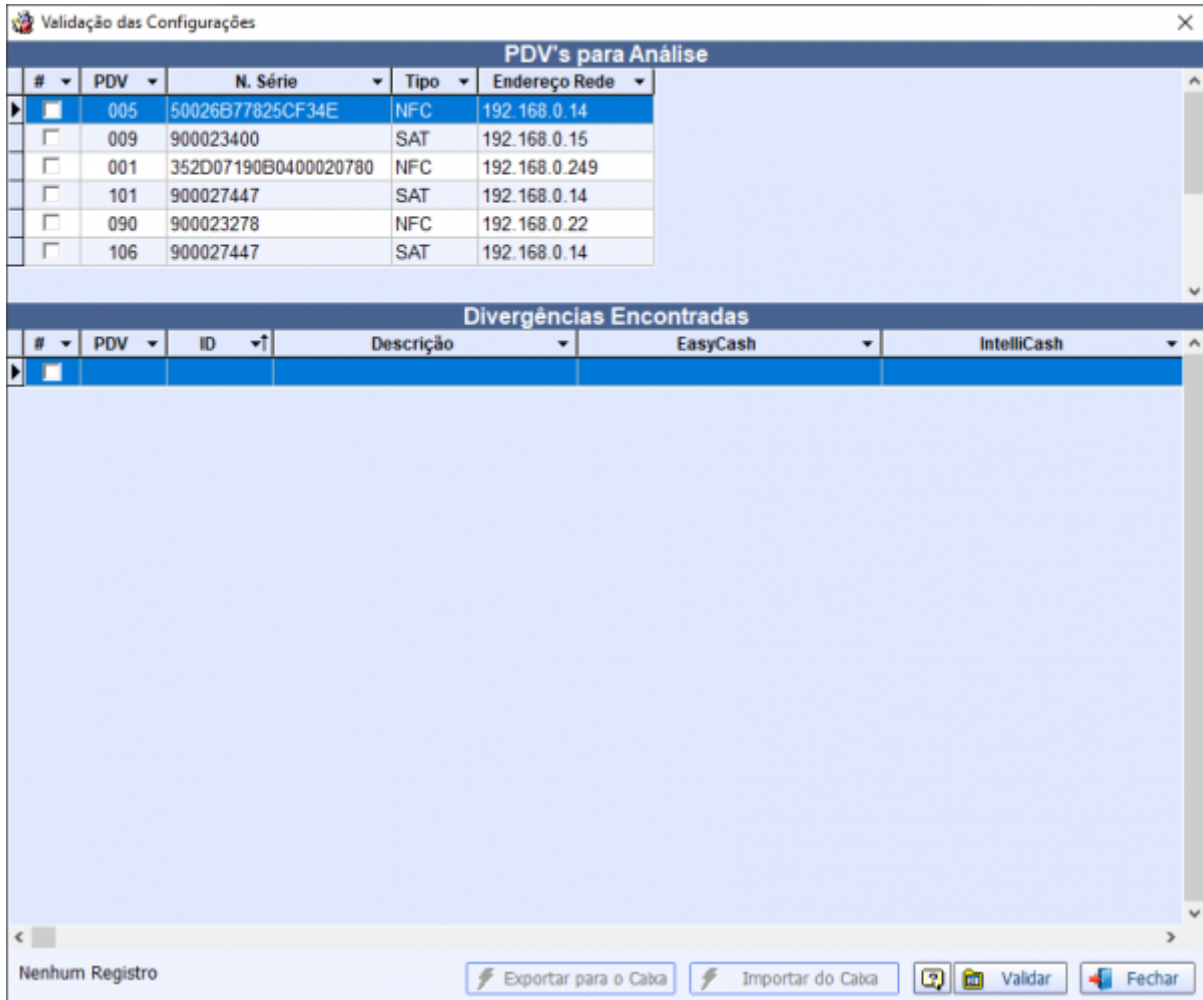 Validação das Configurações
PDV's para Análise
# PDV N. Série Tipo Endereço Rede
005 50026B77825CF34E NFC 192.168.0.14
009 900023400 SAT 192.168.0.15
001 352D07190B0400020780 NFC 192.168.0.249
101 900027447 SAT 192.168.0.14
090 900023278 NFC 192.168.0.22
106 900027447 SAT 192.168.0.14
Divergências Encontradas
# PDV ID Descrição EasyCash IntelliCash
Nenhum Registro Exportar para o Caixa Importar do Caixa Validar Fechar